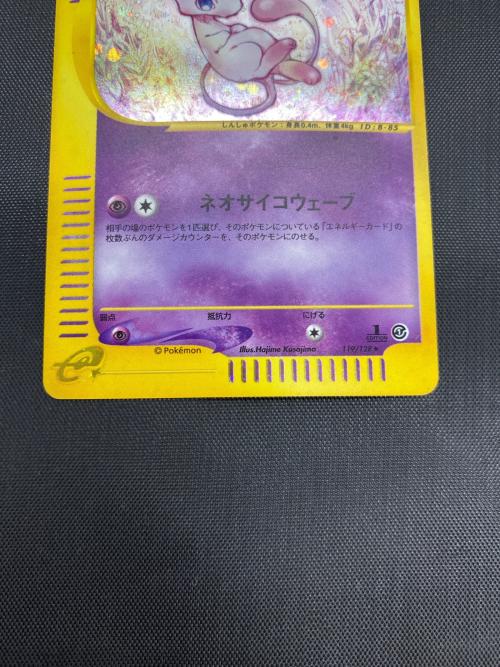 しんしゅポケモン：身長0.4m、体重4kg ID：B-85
ネオサイコウェーブ
相手の場のポケモンを1匹選び、そのポケモンについている「エネルギーカード」の
枚数ぶんのダメージカウンターを、そのポケモンにのせる。
弱点 抵抗力 にげる
1
EDITION
© Pokémon Illus.Hajime Kusajima 119/128 ★
e